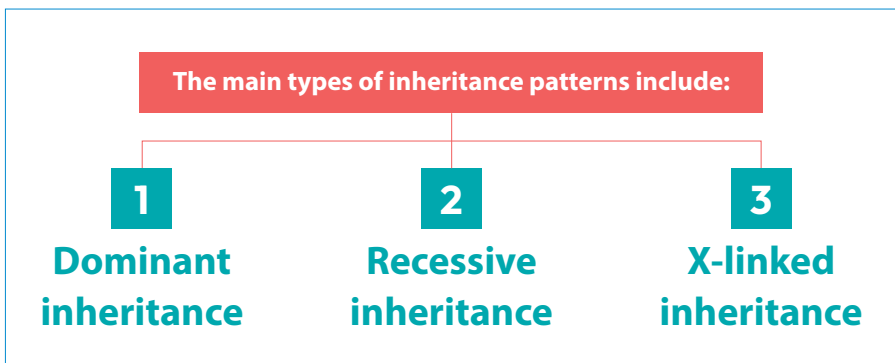 The main types of inheritance patterns include:
1
Dominant
inheritance
2
Recessive
inheritance
3
X-linked
inheritance